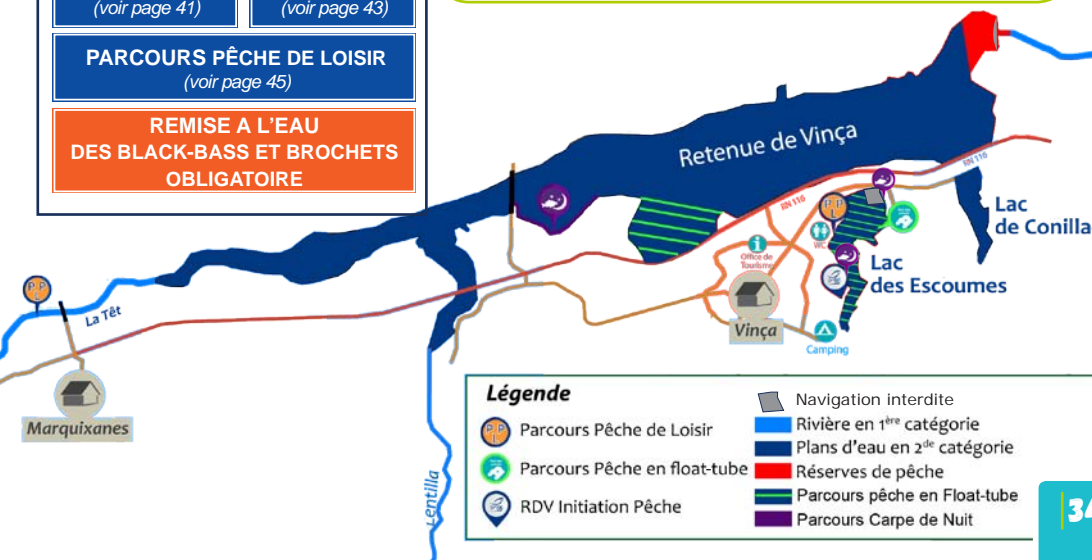 (voir page 41)
(voir page 43)
PARCOURS PÊCHE DE LOISIR
(voir page 45)
REMISE A L'EAU
DES BLACK-BASS ET BROCHETS
OBLIGATOIRE
Retenue de Vinça
RN 116
RN 116
Lac
de Conilla
P P
L
WC
i
Office de
Tourisme
Lac
des Escoumes
Vinça
Camping
P P
L
La Têt
Marquixanes
Lentilla
Légende
P P
L
Parcours Pêche de Loisir
Parcours Pêche en float-tube
RDV Initiation Pêche
Navigation interdite
Rivière en 1ère catégorie
Plans d'eau en 2de catégorie
Réserves de pêche
Parcours pêche en Float-tube
Parcours Carpe de Nuit
34